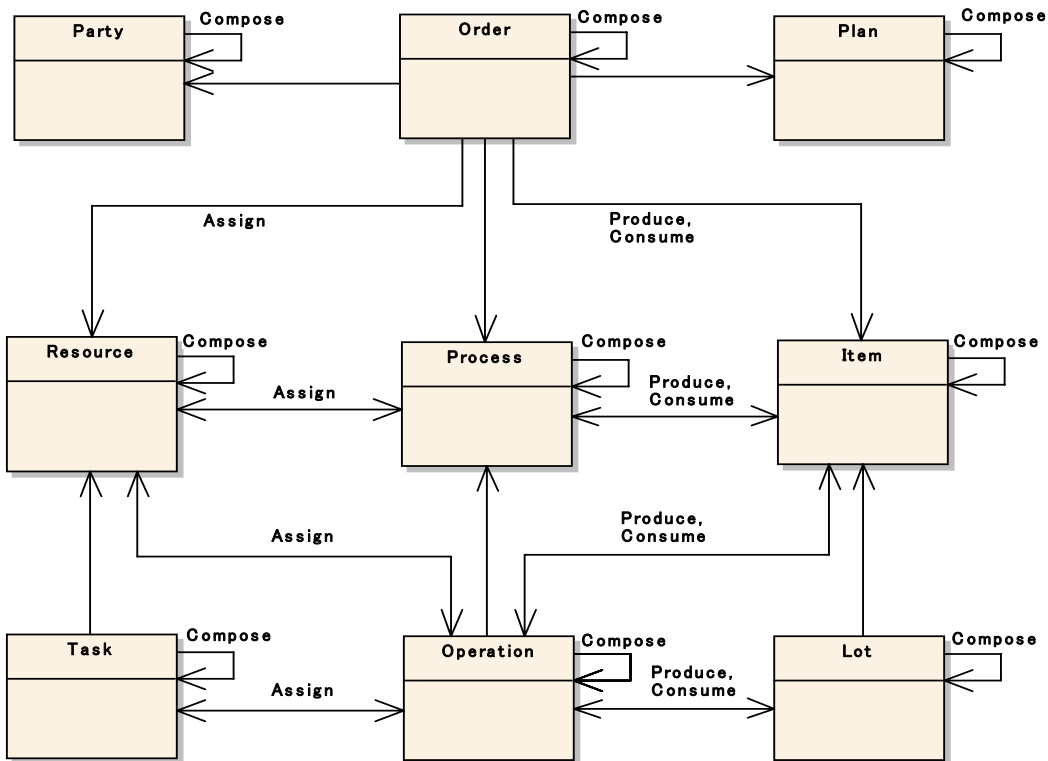 Party
Compose
Order
Compose
Plan
Compose
Assign
Produce,
Consume
Resource
Compose
Process
Compose
Item
Compose
Assign
Produce,
Consume
Assign
Produce,
Consume
Task
Compose
Operation
Compose
Lot
Compose
Assign
Produce,
Consume